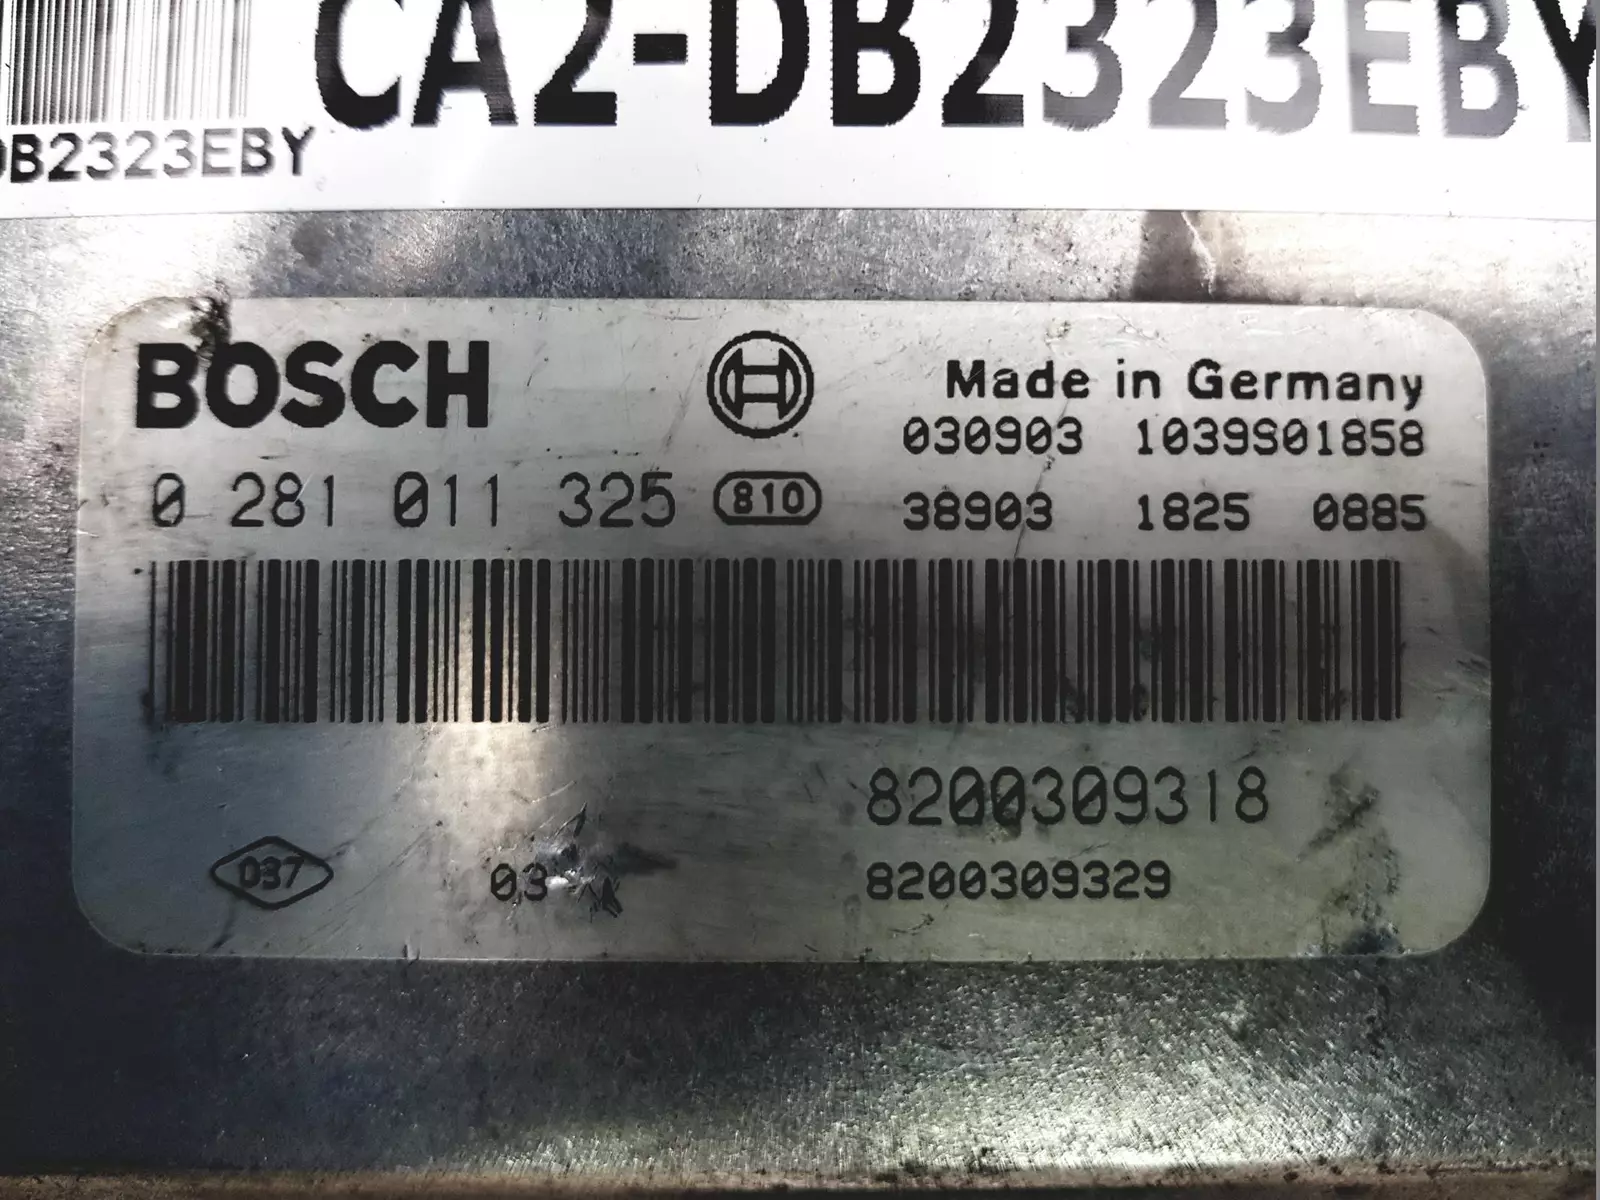 CA2-DB2323EBY
DB2323EBY
BOSCH
Made in Germany
030903 1039S01858
0 281 011 325 810 38903 1825 0885
8200309318
037 03 8200309329